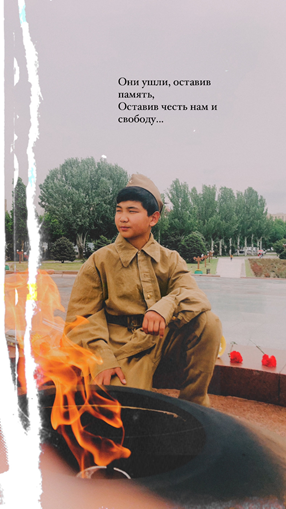 Они ушли, оставив
память,
Оставив честь нам и
свободу...